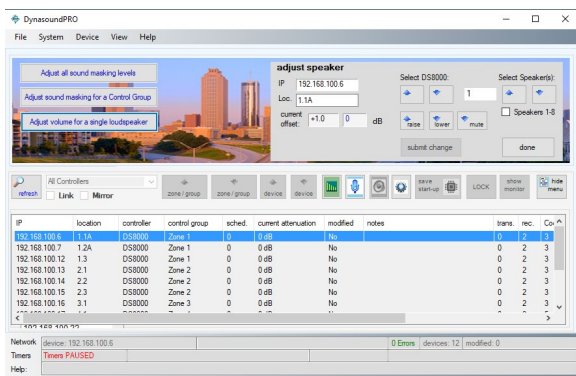 DynasoundPRO
File System Device View Help
Adjust all sound masking levels
Adjust sound masking for a Control Group
Adjust volume for a single loudspeaker
adjust speaker
IP 192.168.100.6
Loc. 1.1A
current offset: +1.0 0 dB
Select DS8000:
1
raise lower mute
submit change
Select Speaker(s):
Speakers 1-8
done
refresh
All Controllers
Link Mirror
zone / group zone / group device device
save start-up
LOCK
show monitor
hide menu
IP location controller control group sched. current attenuation modified notes trans. rec.
192.168.100.6 1.1A DS8000 Zone 1 0 0 dB No 0 2 3
192.168.100.7 1.2A DS8000 Zone 1 0 0 dB No 0 2 3
192.168.100.12 1.3 DS8000 Zone 1 0 0 dB No 0 2 3
192.168.100.13 2.1 DS8000 Zone 2 0 0 dB No 0 2 3
192.168.100.14 2.2 DS8000 Zone 2 0 0 dB No 0 2 3
192.168.100.15 2.3 DS8000 Zone 2 0 0 dB No 0 2 3
192.168.100.16 3.1 DS8000 Zone 3 0 0 dB No 0 2 3
Network device: 192.168.100.6 0 Errors devices: 12 modified: 0
Timers Timers PAUSED
Help: